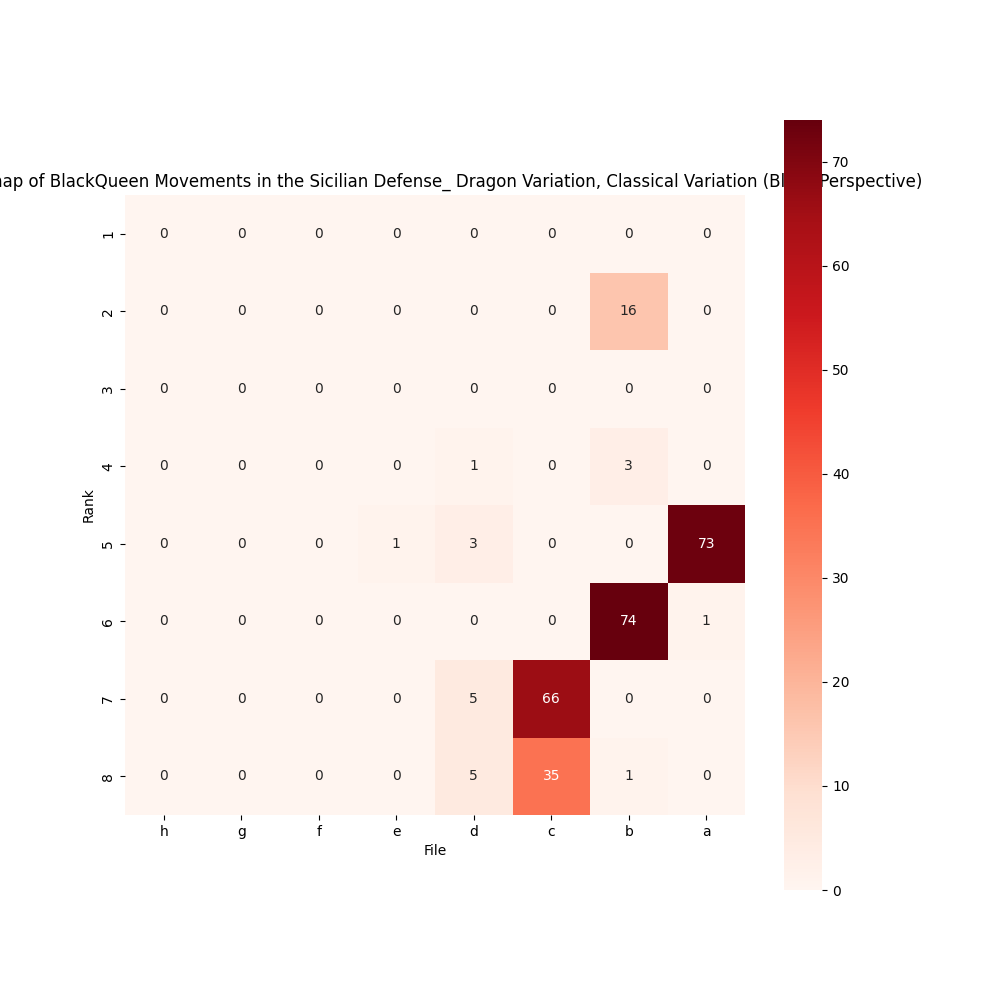 ap of BlackQueen Movements in the Sicilian Defense_ Dragon Variation, Classical Variation (Bl Perspective)
70
60
50
40
30
20
10
0
Rank
1 0 0 0 0 0 0 0 0
2 0 0 0 0 0 0 16 0
3 0 0 0 0 0 0 0 0
4 0 0 0 0 1 0 3 0
5 0 0 0 1 3 0 0 73
6 0 0 0 0 0 0 74 1
7 0 0 0 0 5 66 0 0
8 0 0 0 0 5 35 1 0
h g f e d c b a
File